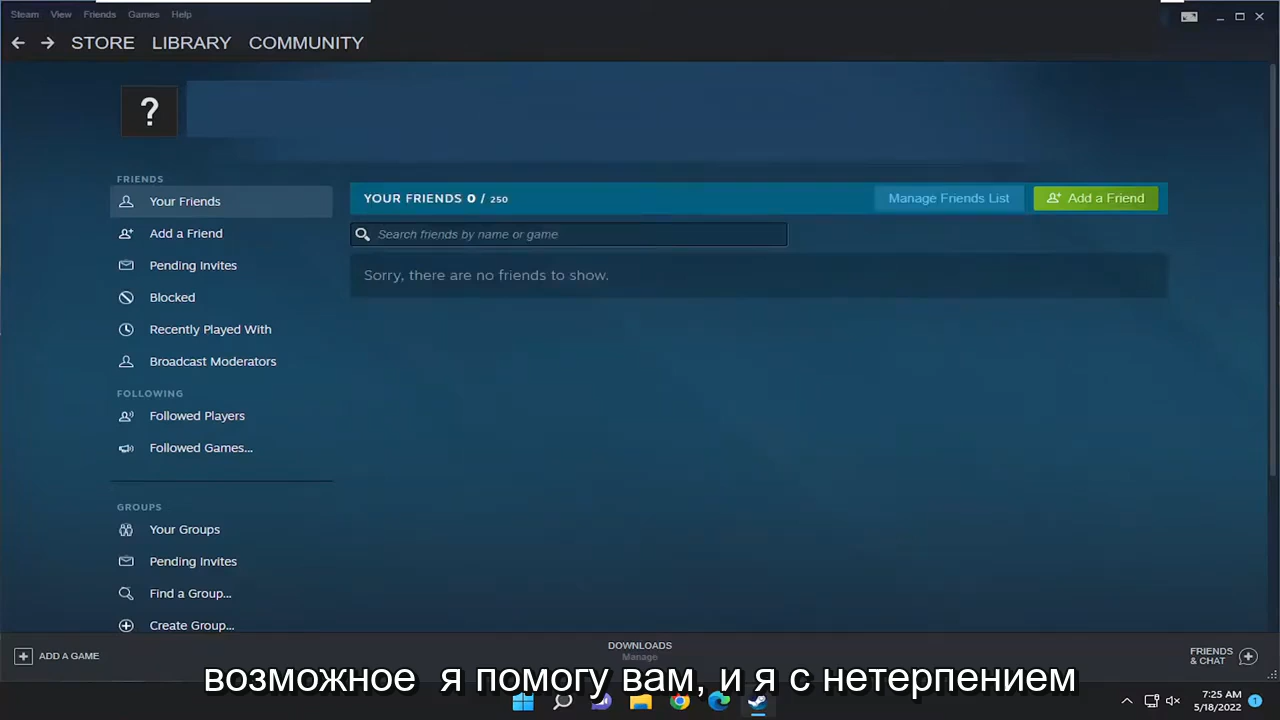 Steam View Friends Games Help
STORE LIBRARY COMMUNITY
?
FRIENDS
Your Friends
Add a Friend
Pending Invites
Blocked
Recently Played With
Broadcast Moderators
FOLLOWING
Followed Players
Followed Games...
GROUPS
Your Groups
Pending Invites
Find a Group...
Create Group...
YOUR FRIENDS 0 / 250
Manage Friends List
Add a Friend
Search friends by name or game
Sorry, there are no friends to show.
ADD A GAME
DOWNLOADS
Manage
FRIENDS
& CHAT
возможное я помогу вам, и я с нетерпением
7:25 AM
5/18/2022
1